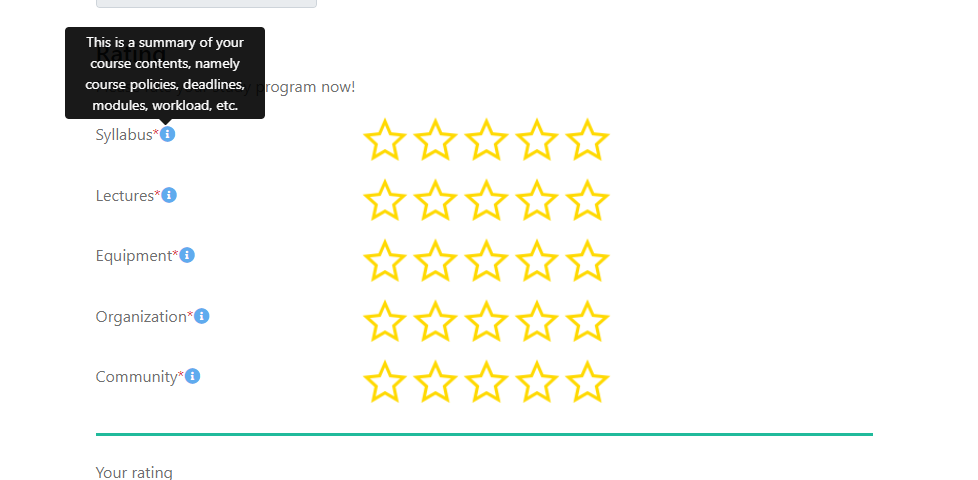 Rating
This is a summary of your
course contents, namely
course policies, deadlines,
modules, workload, etc.
program now!
Syllabus*
Lectures*
Equipment*
Organization*
Community*
Your rating